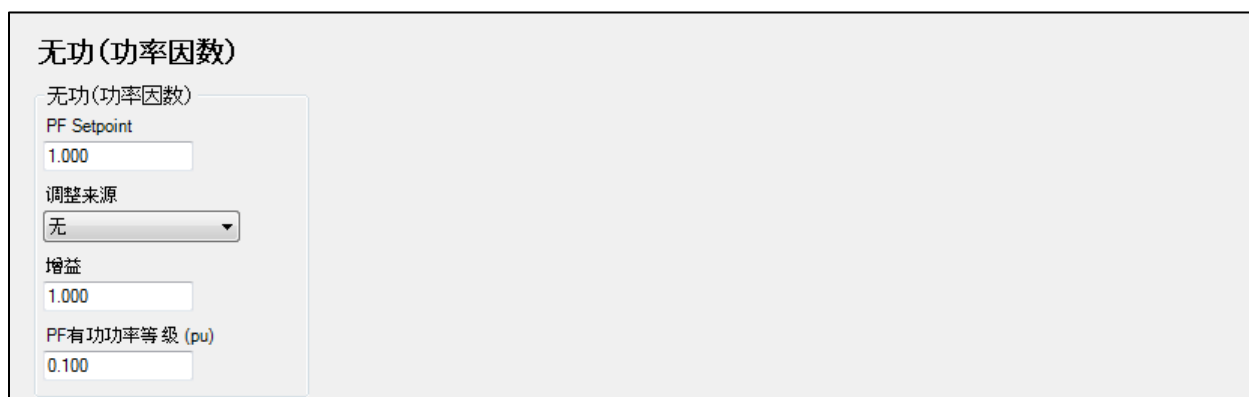 无功(功率因数)
无功(功率因数)
PF Setpoint
1.000
调整来源
无
增益
1.000
PF有功功率等级 (pu)
0.100